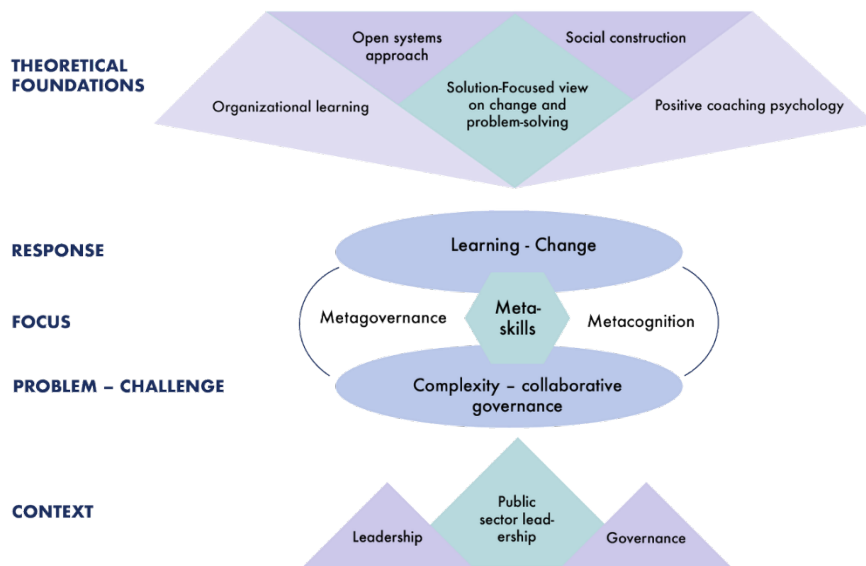 THEORETICAL
FOUNDATIONS
Open systems
approach
Social construction
Organizational learning
Solution-Focused view
on change and
problem-solving
Positive coaching psychology
RESPONSE
Learning - Change
FOCUS
Metagovernance
Meta-
skills
Metacognition
PROBLEM – CHALLENGE
Complexity – collaborative
governance
CONTEXT
Leadership
Public
sector lead-
ership
Governance